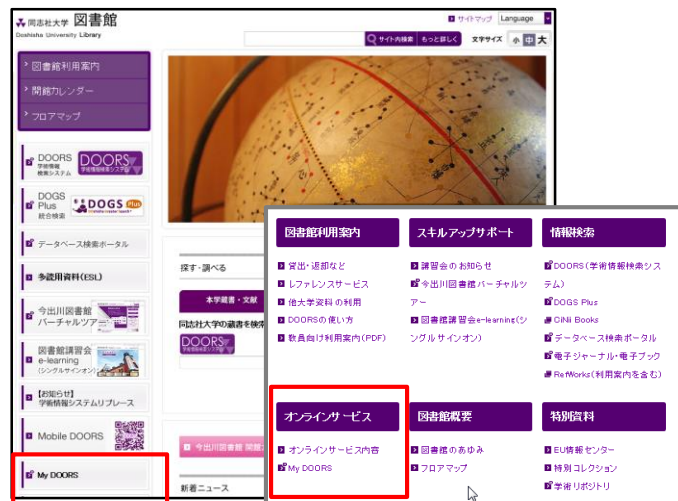 同志社大学 図書館
Doshisha University Library
サイトマップ Language
サイト内検索 もっと詳しく 文字サイズ 小 中 大
図書館利用案内
開館カレンダー
フロアマップ
DOORS
学術情報
検索システム
DOORS
学術情報検索システム
DOGS
Plus
統合検索
DOGS Plus
データベース検索ポータル
多読用資料(ESL)
今出川図書館
バーチャルツアー
図書館講習会
e-learning
(シングルサインオン)
【お知らせ】
学術情報システムリプレース
Mobile DOORS
My DOORS
探す・調べる
本学蔵書・文献
同志社大学の蔵書を検索
DOORS
今出川図書館 開館
新着ニュース
図書館利用案内
貸出・返却など
レファレンスサービス
他大学資料の利用
DOORSの使い方
教員向け利用案内(PDF)
スキルアップサポート
講習会のお知らせ
今出川図書館バーチャルツ
アー
図書館講習会e-learning(シ
ングルサインオン)
情報検索
DOORS(学術情報検索シス
テム)
DOGS Plus
CiNii Books
データベース検索ポータル
電子ジャーナル・電子ブック
RefWorks(利用案内を含む)
オンラインサービス
オンラインサービス内容
My DOORS
図書館概要
図書館のあゆみ
フロアマップ
特別資料
EU情報センター
特別コレクション
学術リポジトリ